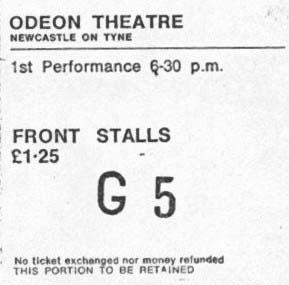 ODEON THEATRE
NEWCASTLE ON TYNE
1st Performance 6-30 p.m.
FRONT STALLS
£1·25
G 5
No ticket exchanged nor money refunded
THIS PORTION TO BE RETAINED